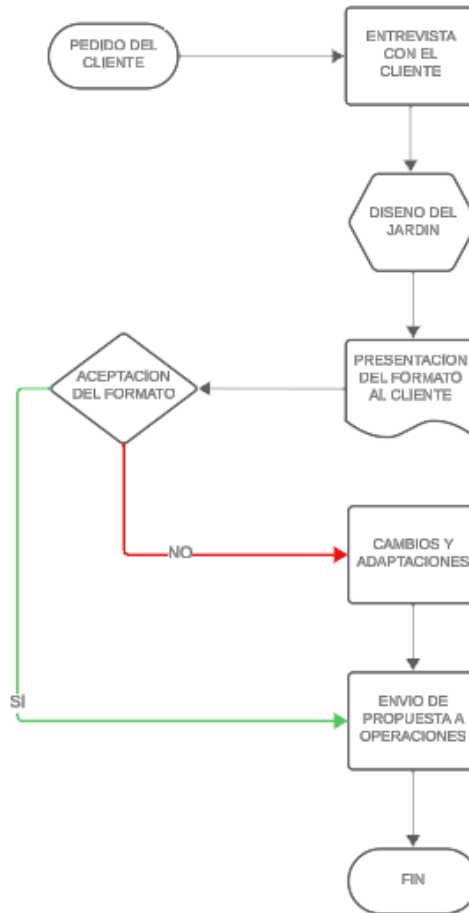 PEDIDO DEL
CLIENTE
ENTREVISTA
CON EL
CLIENTE
DISENO DEL
JARDIN
PRESENTACION
DEL FORMATO
AL CLIENTE
ACEPTACION
DEL FORMATO
NO
CAMBIOS Y
ADAPTACIONES
SÍ
ENVIO DE
PROPUESTA A
OPERACIONES
FIN